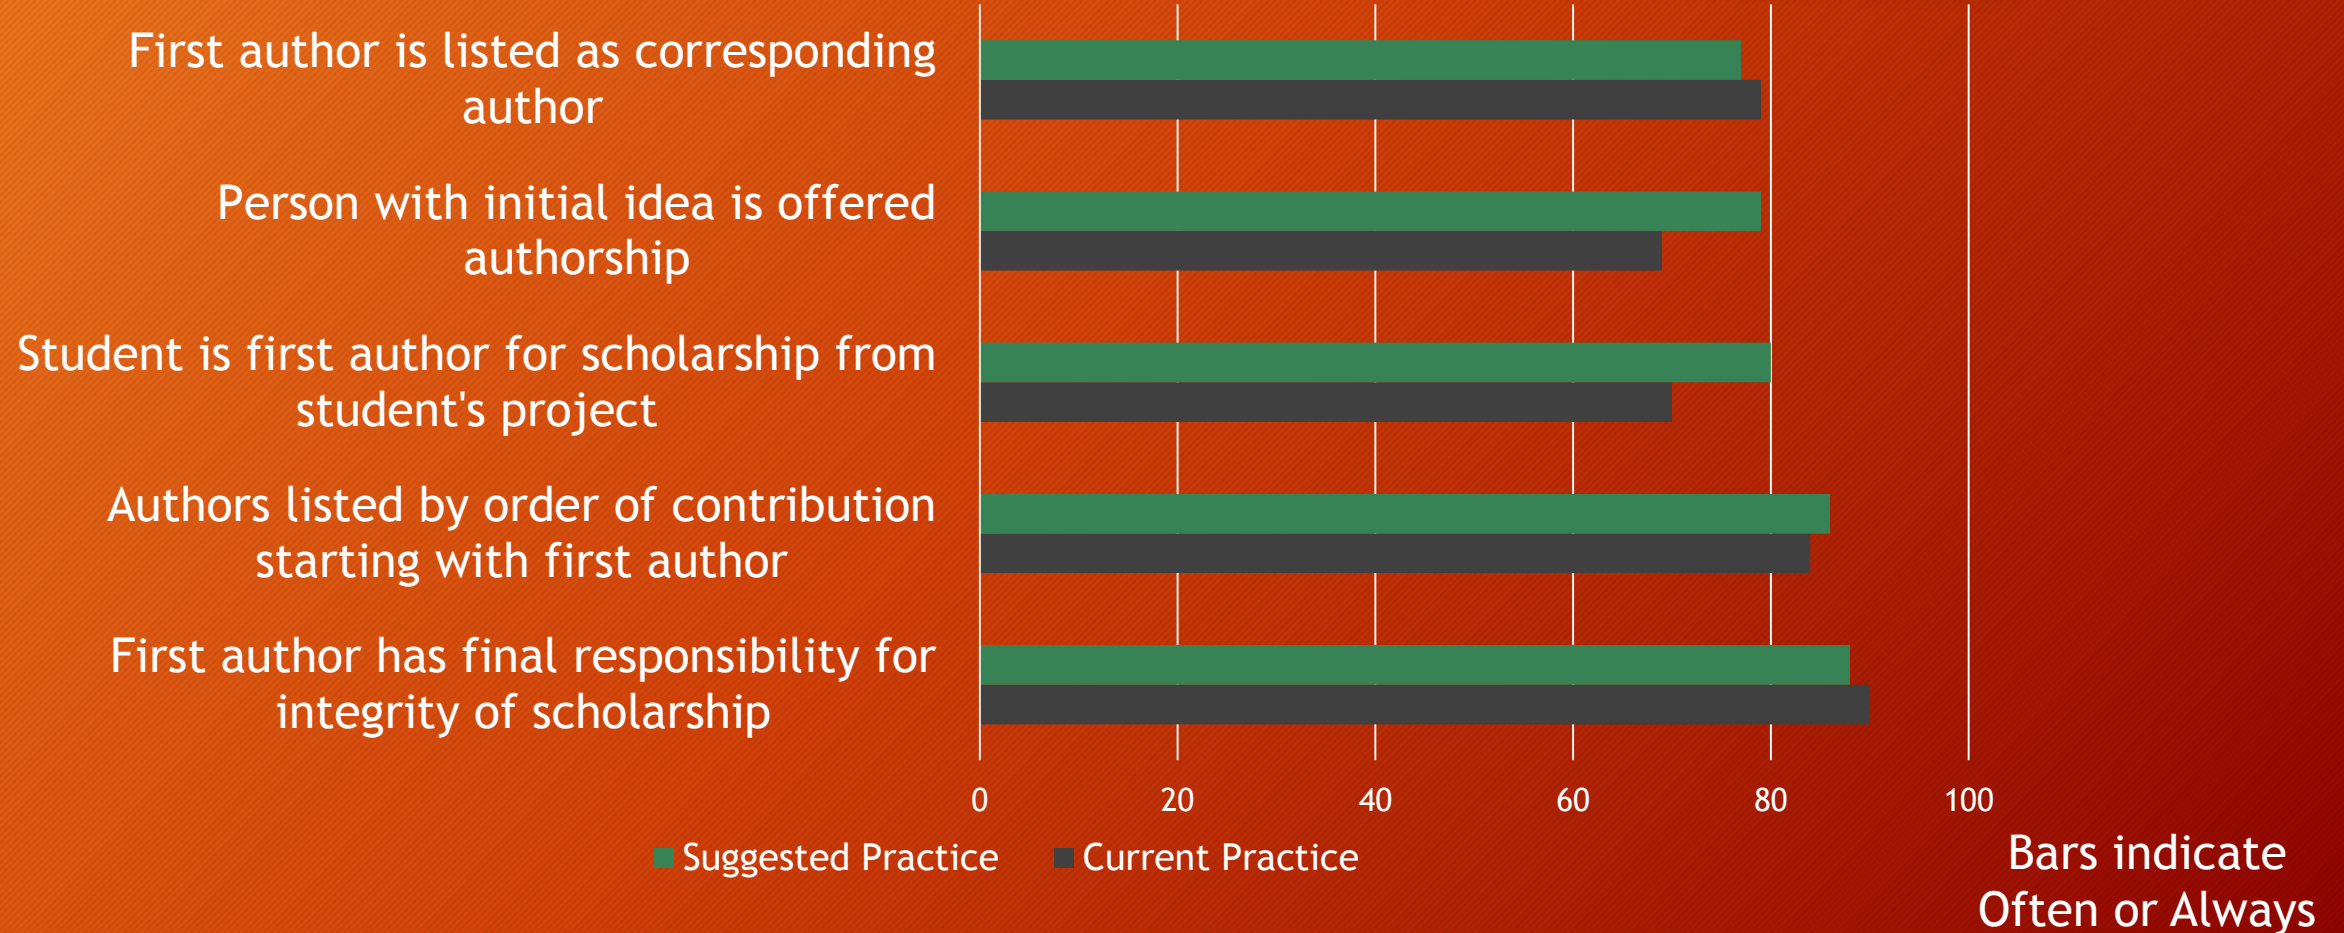 First author is listed as corresponding
author
Person with initial idea is offered
authorship
Student is first author for scholarship from
student's project
Authors listed by order of contribution
starting with first author
First author has final responsibility for
integrity of scholarship
0 20 40 60 80 100
Suggested Practice Current Practice
Bars indicate
Often or Always